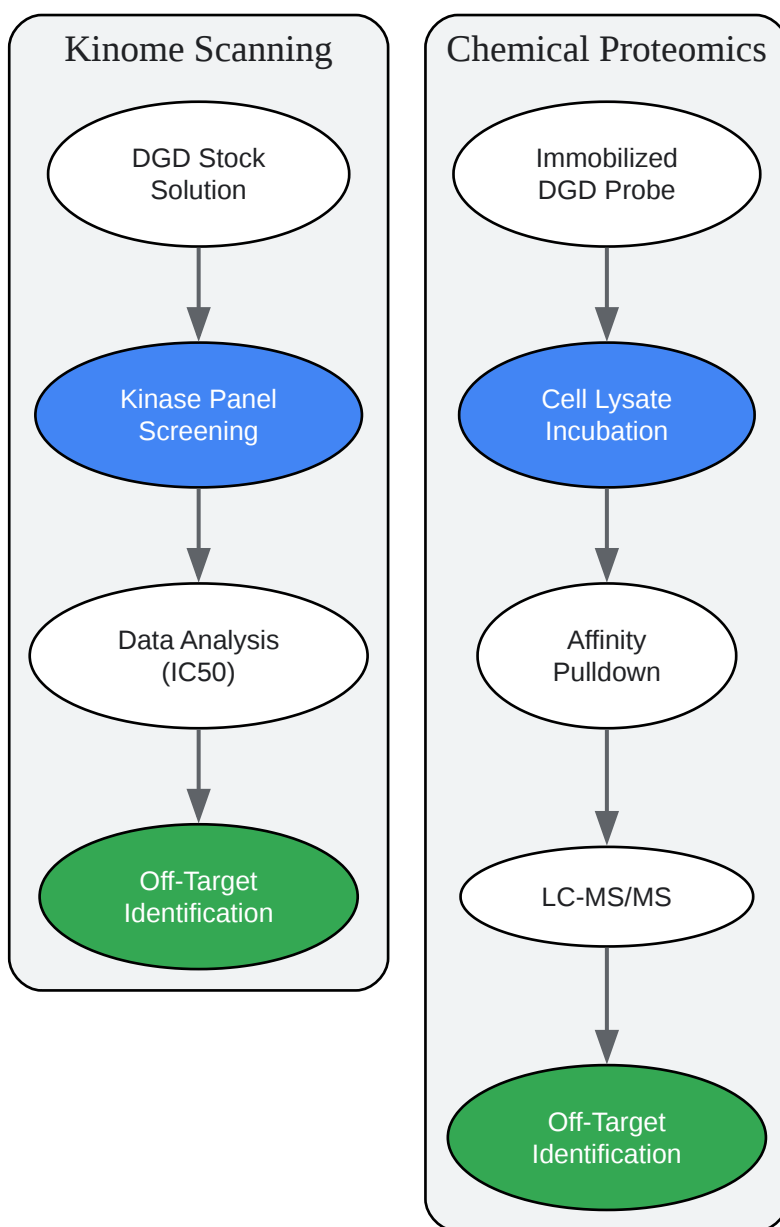 Kinome Scanning
DGD Stock
Solution
Kinase Panel
Screening
Data Analysis
(IC50)
Off-Target
Identification
Chemical Proteomics
Immobilized
DGD Probe
Cell Lysate
Incubation
Affinity
Pulldown
LC-MS/MS
Off-Target
Identification